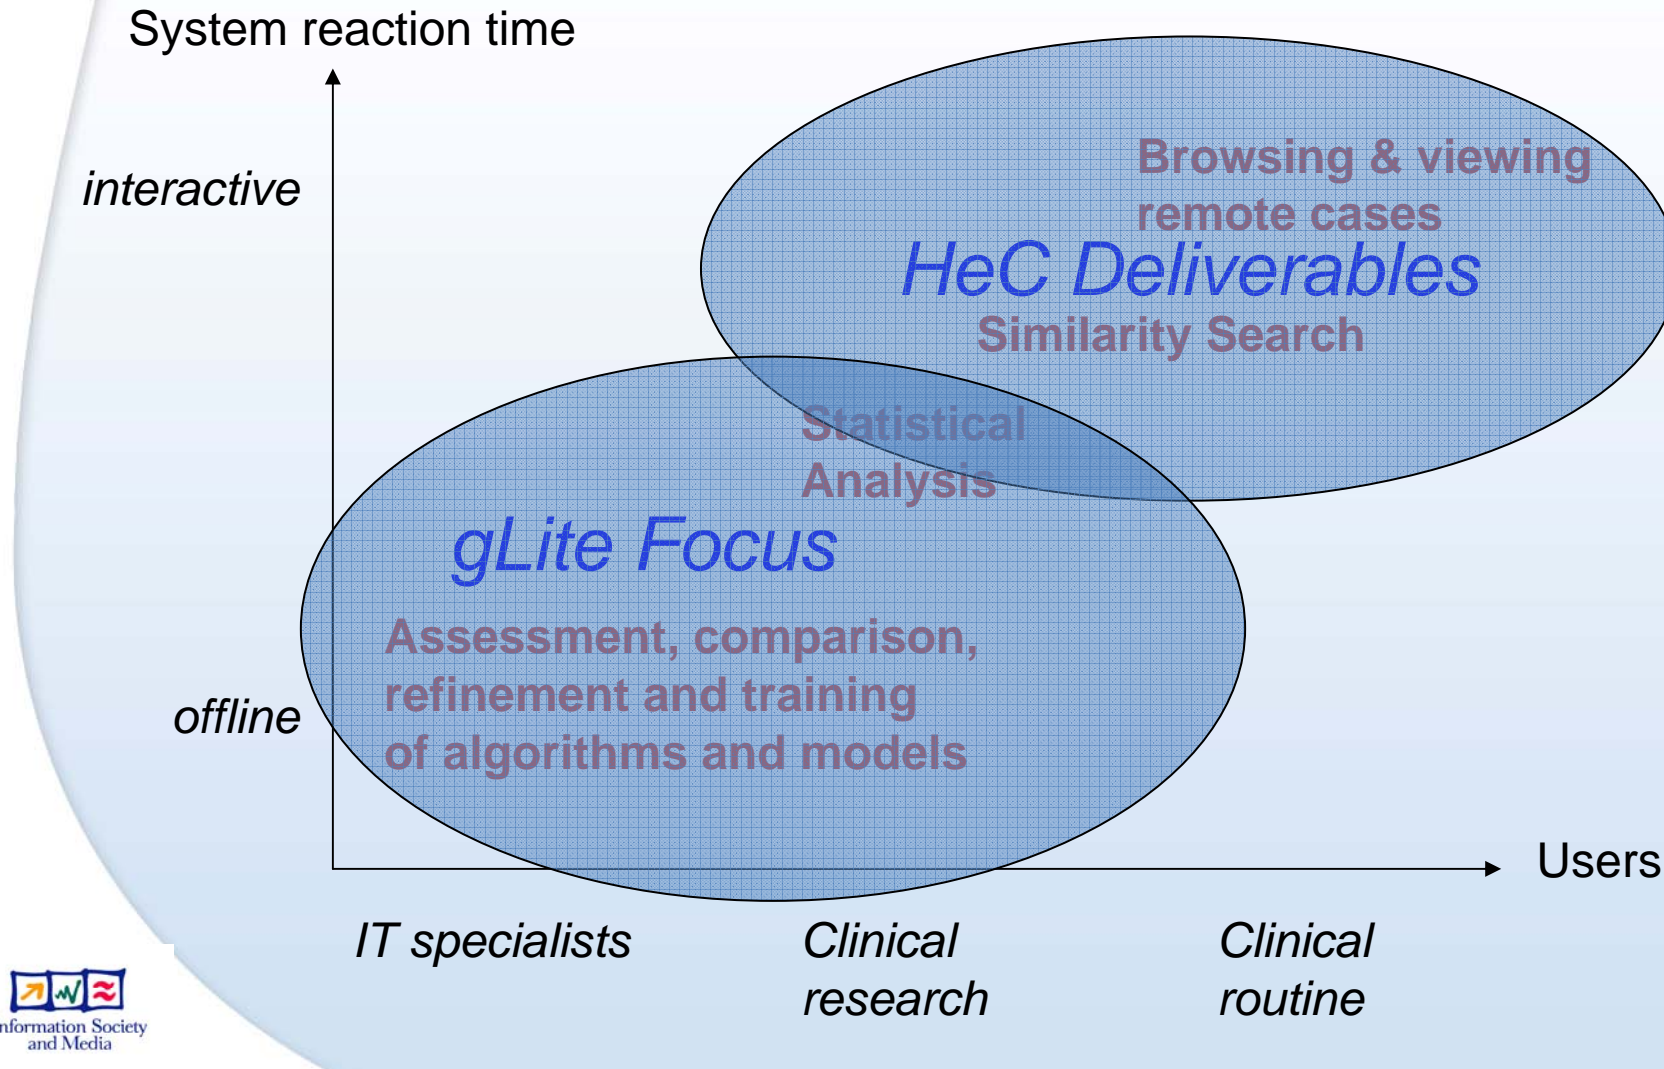 System reaction time
interactive
Browsing & viewing
remote cases
HeC Deliverables
Similarity Search
Statistical
Analysis
gLite Focus
Assessment, comparison,
refinement and training
of algorithms and models
offline
Users
IT specialists
Clinical
research
Clinical
routine
nformation Society
and Media